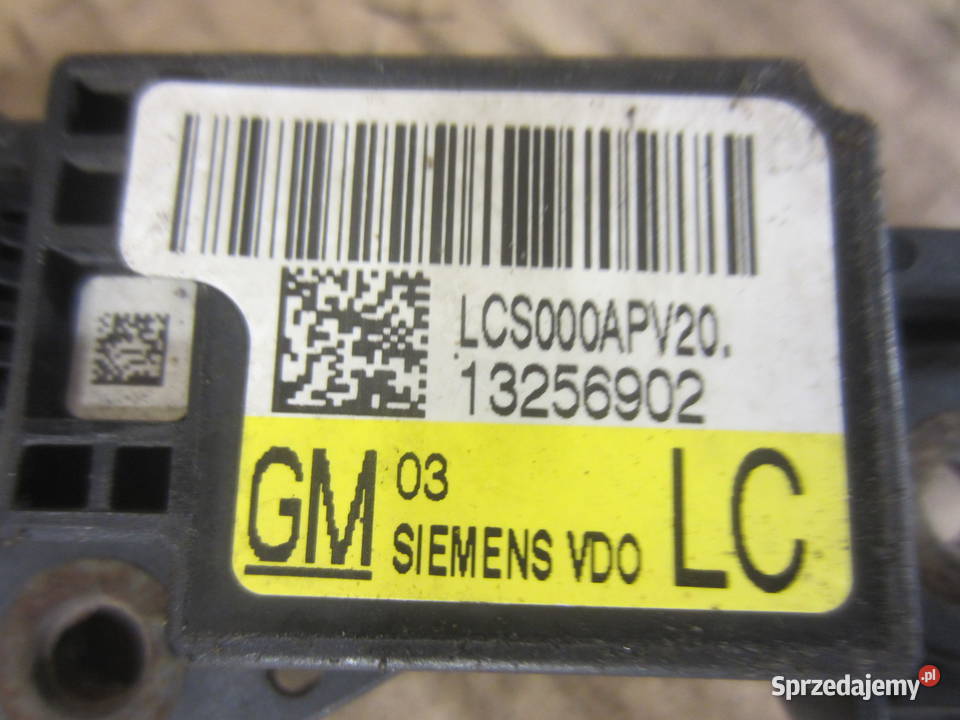 LCS000APV20.
13256902
GM 03 LC
SIEMENS VDO
Sprzedajemy.pl